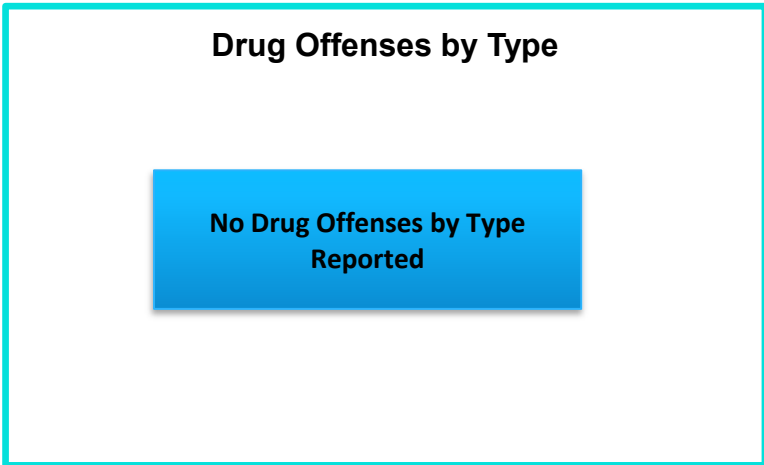 Drug Offenses by Type
No Drug Offenses by Type
Reported